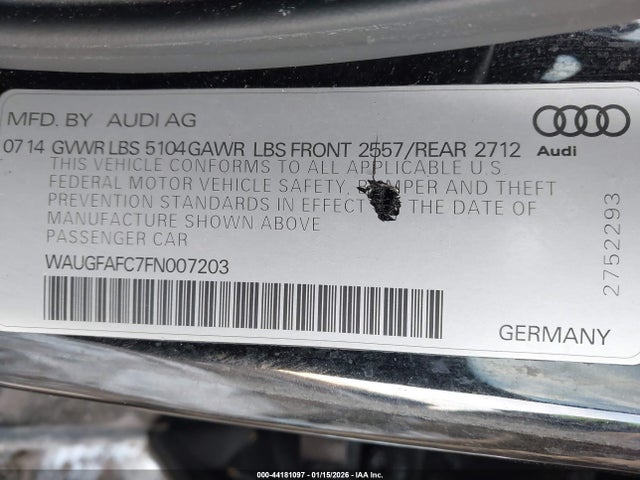 MFD. BY AUDI AG
07 14 GVWR LBS 5104 GAWR LBS FRONT 2557/REAR 2712
Audi
THIS VEHICLE CONFORMS TO ALL APPLICABLE U.S.
FEDERAL MOTOR VEHICLE SAFETY, AND THEFT
PREVENTION STANDARDS IN EFFECT THE DATE OF
MANUFACTURE SHOWN ABOVE
PASSENGER CAR
WAUGFAFC7FN007203
2752293
GERMANY
000-44181097 - 01/15/2026 - IAA Inc.